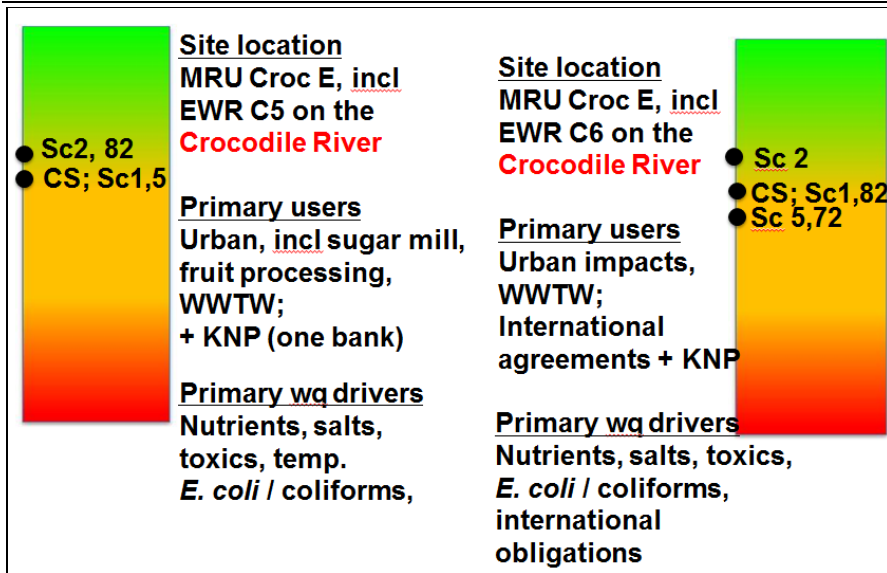 Site location
MRU Croc E, incl
EWR C5 on the
Crocodile River
Sc2, 82
CS; Sc1,5
Primary users
Urban, incl sugar mill,
fruit processing,
WWTW;
+ KNP (one bank)
Primary wq drivers
Nutrients, salts,
toxics, temp.
E. coli / coliforms,
Site location
MRU Croc E, incl
EWR C6 on the
Crocodile River
Sc 2
CS; Sc1,82
Sc 5,72
Primary users
Urban impacts,
WWTW;
International
agreements + KNP
Primary wq drivers
Nutrients, salts, toxics,
E. coli / coliforms,
international
obligations